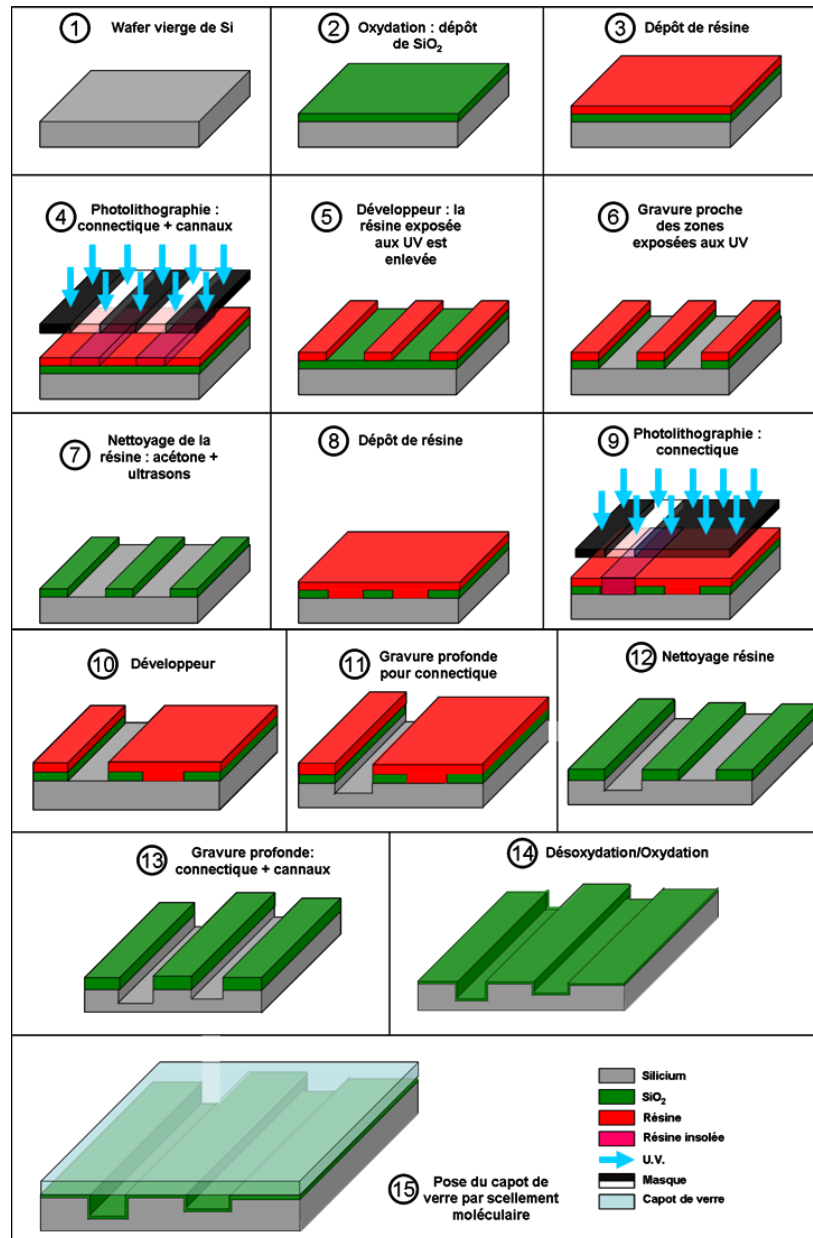 1 Wafer vierge de Si
2 Oxydation : dépôt
de SiO2
3 Dépôt de résine
4 Photolithographie :
connectique + cannaux
5 Développeur : la
résine exposée
aux UV est
enlevée
6 Gravure proche
des zones
exposées aux UV
7 Nettoyage de la
résine : acétone +
ultrasons
8 Dépôt de résine
9 Photolithographie :
connectique
10 Développeur
11 Gravure profonde
pour connectique
12 Nettoyage résine
13 Gravure profonde:
connectique + cannaux
14 Désoxydation/Oxydation
15 Pose du capot de
verre par scellement
moléculaire
Silicium
SiO2
Résine
Résine insolée
U.V.
Masque
Capot de verre